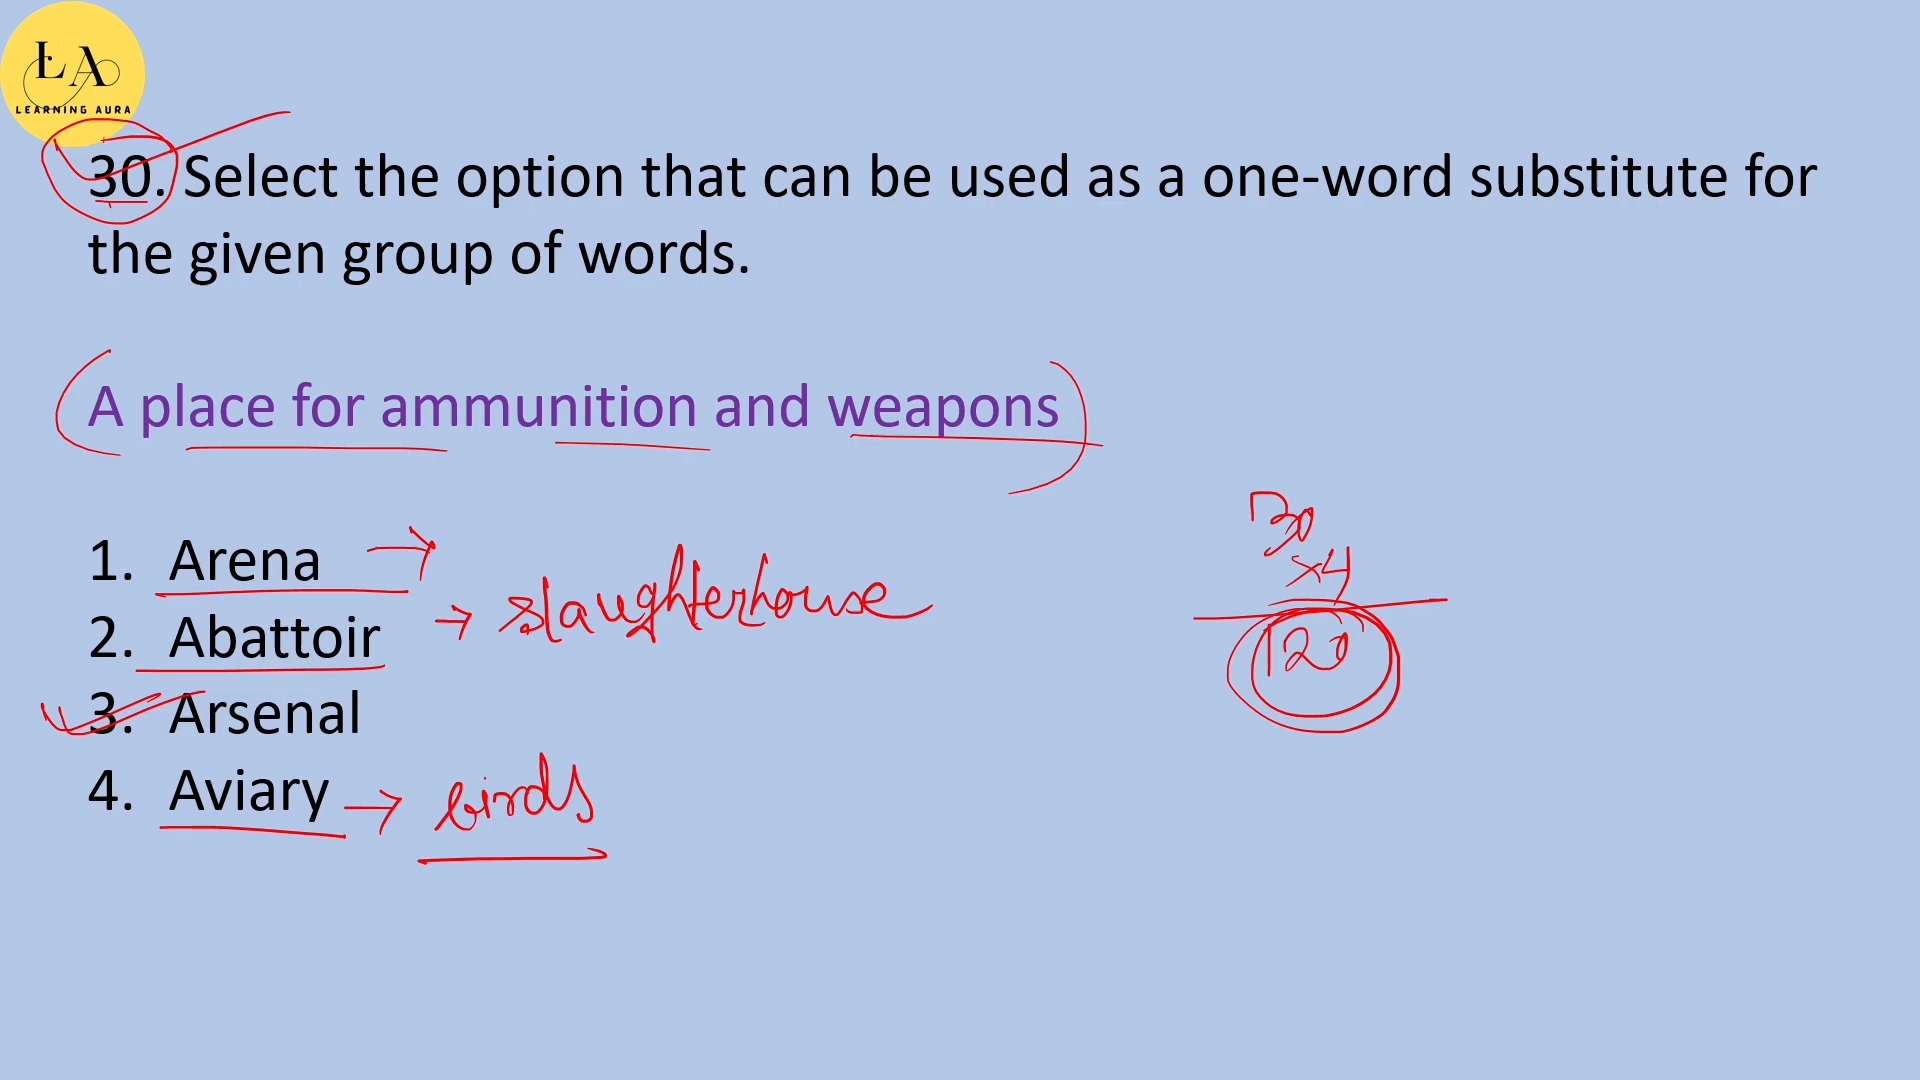 LA
LEARNING AURA
30. Select the option that can be used as a one-word substitute for
the given group of words.
A place for ammunition and weapons
1. Arena →
2. Abattoir → slaughterhouse
3. Arsenal
4. Aviary → birds
30
×4
120